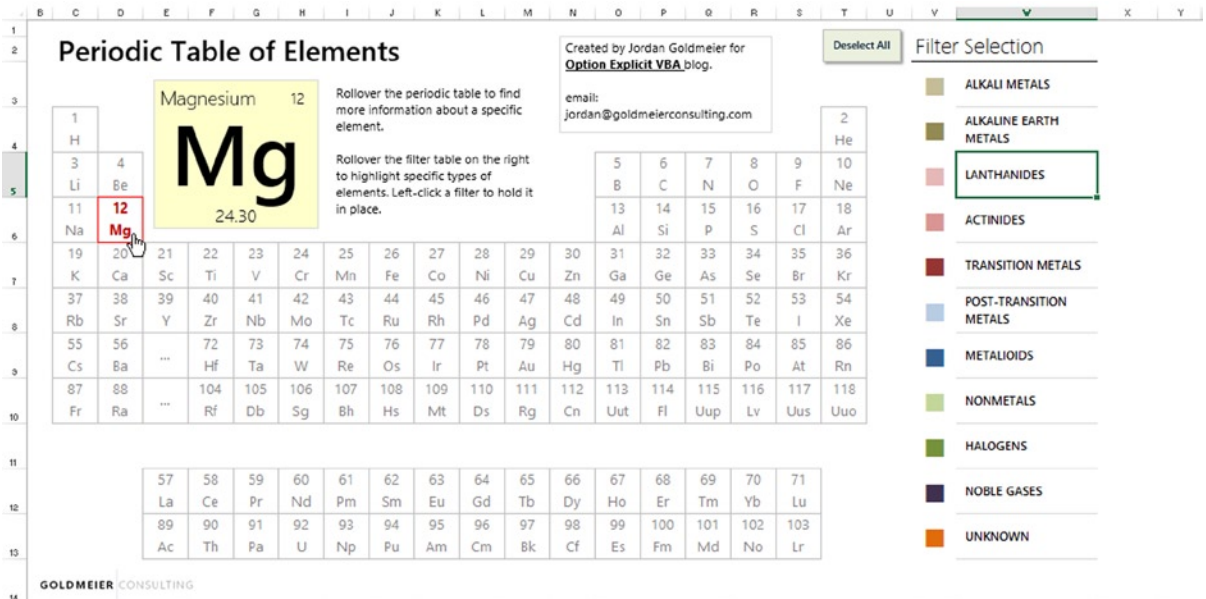 B C D E F G H I J K L M N O P Q R S T U V W X Y
1
2
3
4
5
6
7
8
9
10
11
12
13
14
Periodic Table of Elements
Created by Jordan Goldmeier for
Option Explicit VBA blog.
email:
jordan@goldmeierconsulting.com
Deselect All
Filter Selection
Magnesium 12
Mg
24.30
Rollover the periodic table to find
more information about a specific
element.
Rollover the filter table on the right
to highlight specific types of
elements. Left-click a filter to hold it
in place.
1 2
H He
3 4 5 6 7 8 9 10
Li Be B C N O F Ne
11 12 13 14 15 16 17 18
Na Mg Al Si P S Cl Ar
19 20 21 22 23 24 25 26 27 28 29 30 31 32 33 34 35 36
K Ca Sc Ti V Cr Mn Fe Co Ni Cu Zn Ga Ge As Se Br Kr
37 38 39 40 41 42 43 44 45 46 47 48 49 50 51 52 53 54
Rb Sr Y Zr Nb Mo Tc Ru Rh Pd Ag Cd In Sn Sb Te I Xe
55 56 ... 72 73 74 75 76 77 78 79 80 81 82 83 84 85 86
Cs Ba Hf Ta W Re Os Ir Pt Au Hg Tl Pb Bi Po At Rn
87 88 ... 104 105 106 107 108 109 110 111 112 113 114 115 116 117 118
Fr Ra Rf Db Sg Bh Hs Mt Ds Rg Cn Uut Fl Uup Lv Uus Uuo
57 58 59 60 61 62 63 64 65 66 67 68 69 70 71
La Ce Pr Nd Pm Sm Eu Gd Tb Dy Ho Er Tm Yb Lu
89 90 91 92 93 94 95 96 97 98 99 100 101 102 103
Ac Th Pa U Np Pu Am Cm Bk Cf Es Fm Md No Lr
ALKALI METALS
ALKALINE EARTH
METALS
LANTHANIDES
ACTINIDES
TRANSITION METALS
POST-TRANSITION
METALS
METALIOIDS
NONMETALS
HALOGENS
NOBLE GASES
UNKNOWN
GOLDMEIER CONSULTING